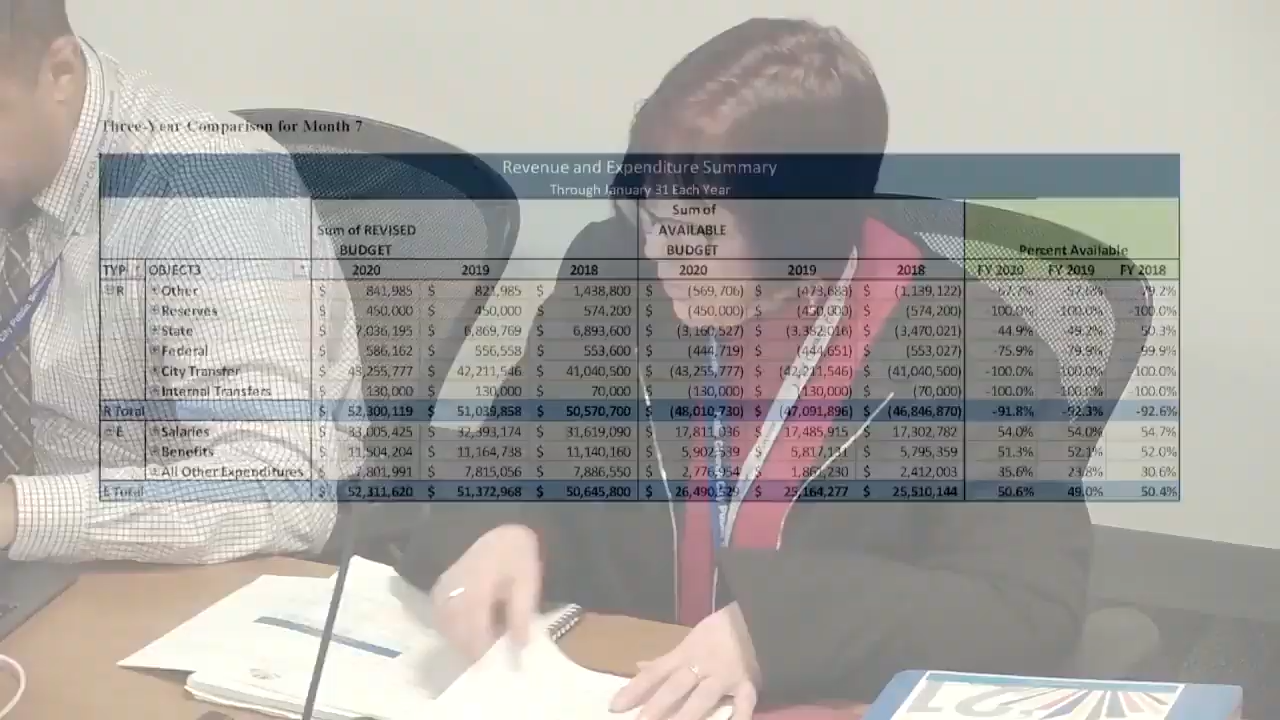 Three-Year Comparison for Month 7
Revenue and Expenditure Summary
Through January 31 Each Year
Sum of REVISED BUDGET Sum of AVAILABLE BUDGET Percent Available
TYP OBJECT3 2020 2019 2018 2020 2019 2018 FY 2020 FY 2019 FY 2018
R Other $ 841,985 $ 821,985 $ 1,438,800 $ (569,706) $ (473,688) $ (1,139,122) -67.7% -57.6% -79.2%
Reserves $ 450,000 $ 450,000 $ 574,200 $ (450,000) $ (450,000) $ (574,200) -100.0% -100.0% -100.0%
State $ 7,036,195 $ 6,869,769 $ 6,893,600 $ (3,160,527) $ (3,382,016) $ (3,470,021) -44.9% -49.2% 50.3%
Federal $ 586,162 $ 556,558 $ 553,600 $ (444,719) $ (444,651) $ (553,027) -75.9% 79.9% -99.9%
City Transfer $ 43,255,777 $ 42,211,546 $ 41,040,500 $ (43,255,777) $ (42,211,546) $ (41,040,500) -100.0% -100.0% -100.0%
Internal Transfers $ 130,000 $ 130,000 $ 70,000 $ (130,000) $ (130,000) $ (70,000) -100.0% -100.0% -100.0%
R Total $ 52,300,119 $ 51,039,858 $ 50,570,700 $ (48,010,730) $ (47,091,896) $ (46,846,870) -91.8% -92.3% -92.6%
E Salaries $ 33,005,425 $ 32,393,174 $ 31,619,090 $ 17,811,036 $ 17,485,915 $ 17,302,782 54.0% 54.0% 54.7%
Benefits $ 11,504,204 $ 11,164,738 $ 11,140,160 $ 5,902,539 $ 5,817,131 $ 5,795,359 51.3% 52.1% 52.0%
All Other Expenditures $ 7,801,991 $ 7,815,056 $ 7,886,550 $ 2,776,954 $ 1,861,230 $ 2,412,003 35.6% 23.8% 30.6%
E Total $ 52,311,620 $ 51,372,968 $ 50,645,800 $ 26,490,529 $ 25,164,277 $ 25,510,144 50.6% 49.0% 50.4%